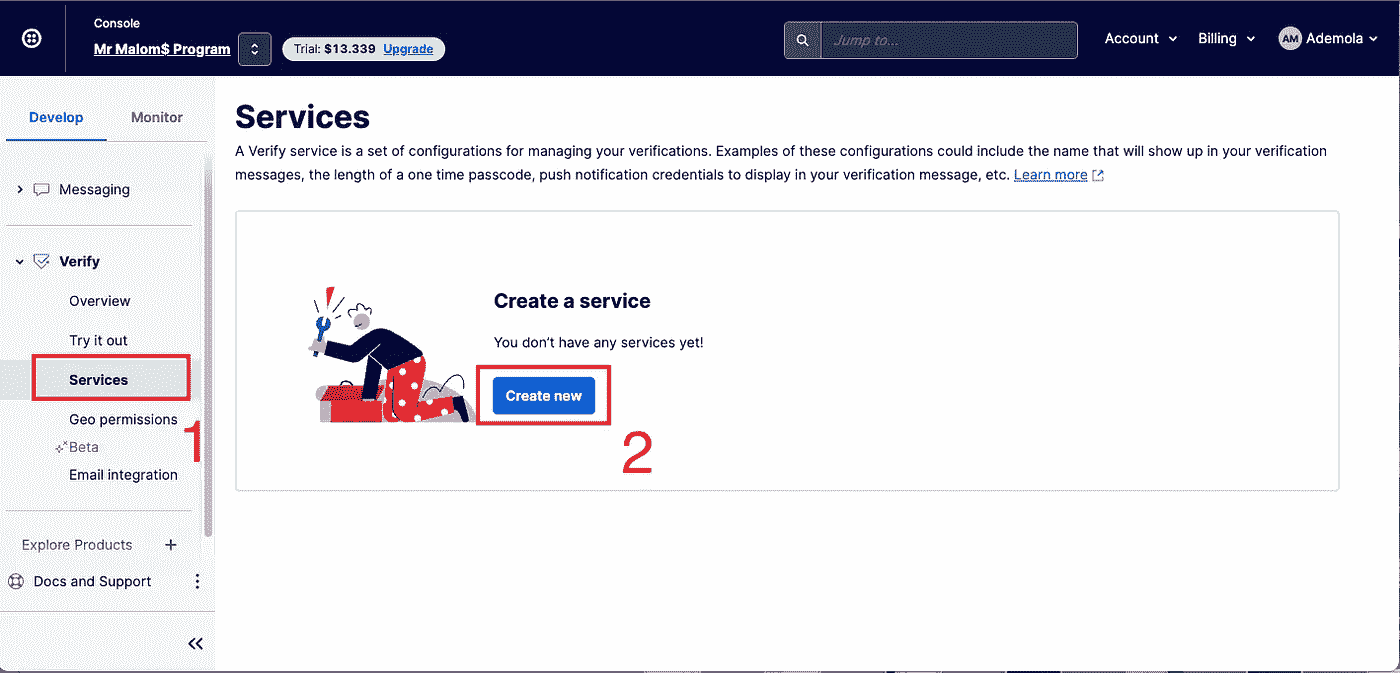 Console
Mr Malom$ Program
Trial: $13.339 Upgrade
Jump to...
Account
Billing
AM Ademola
Develop
Monitor
Messaging
Verify
Overview
Try it out
Services
Geo permissions
Beta
Email integration
1
Explore Products +
Docs and Support
Services
A Verify service is a set of configurations for managing your verifications. Examples of these configurations could include the name that will show up in your verification
messages, the length of a one time passcode, push notification credentials to display in your verification message, etc. Learn more
Create a service
You don’t have any services yet!
Create new
2